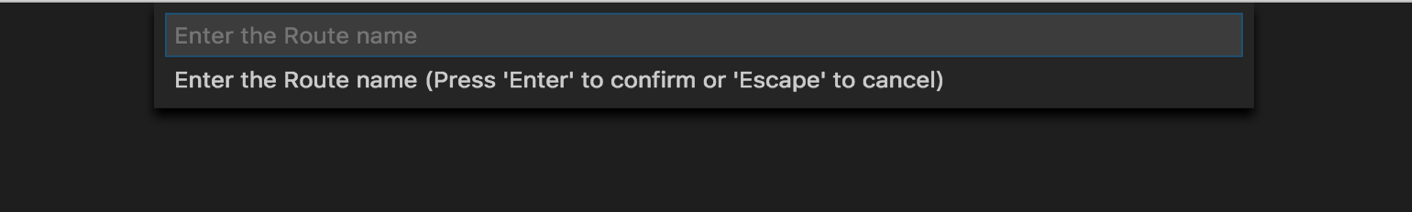 Enter the Route name
Enter the Route name (Press 'Enter' to confirm or 'Escape' to cancel)